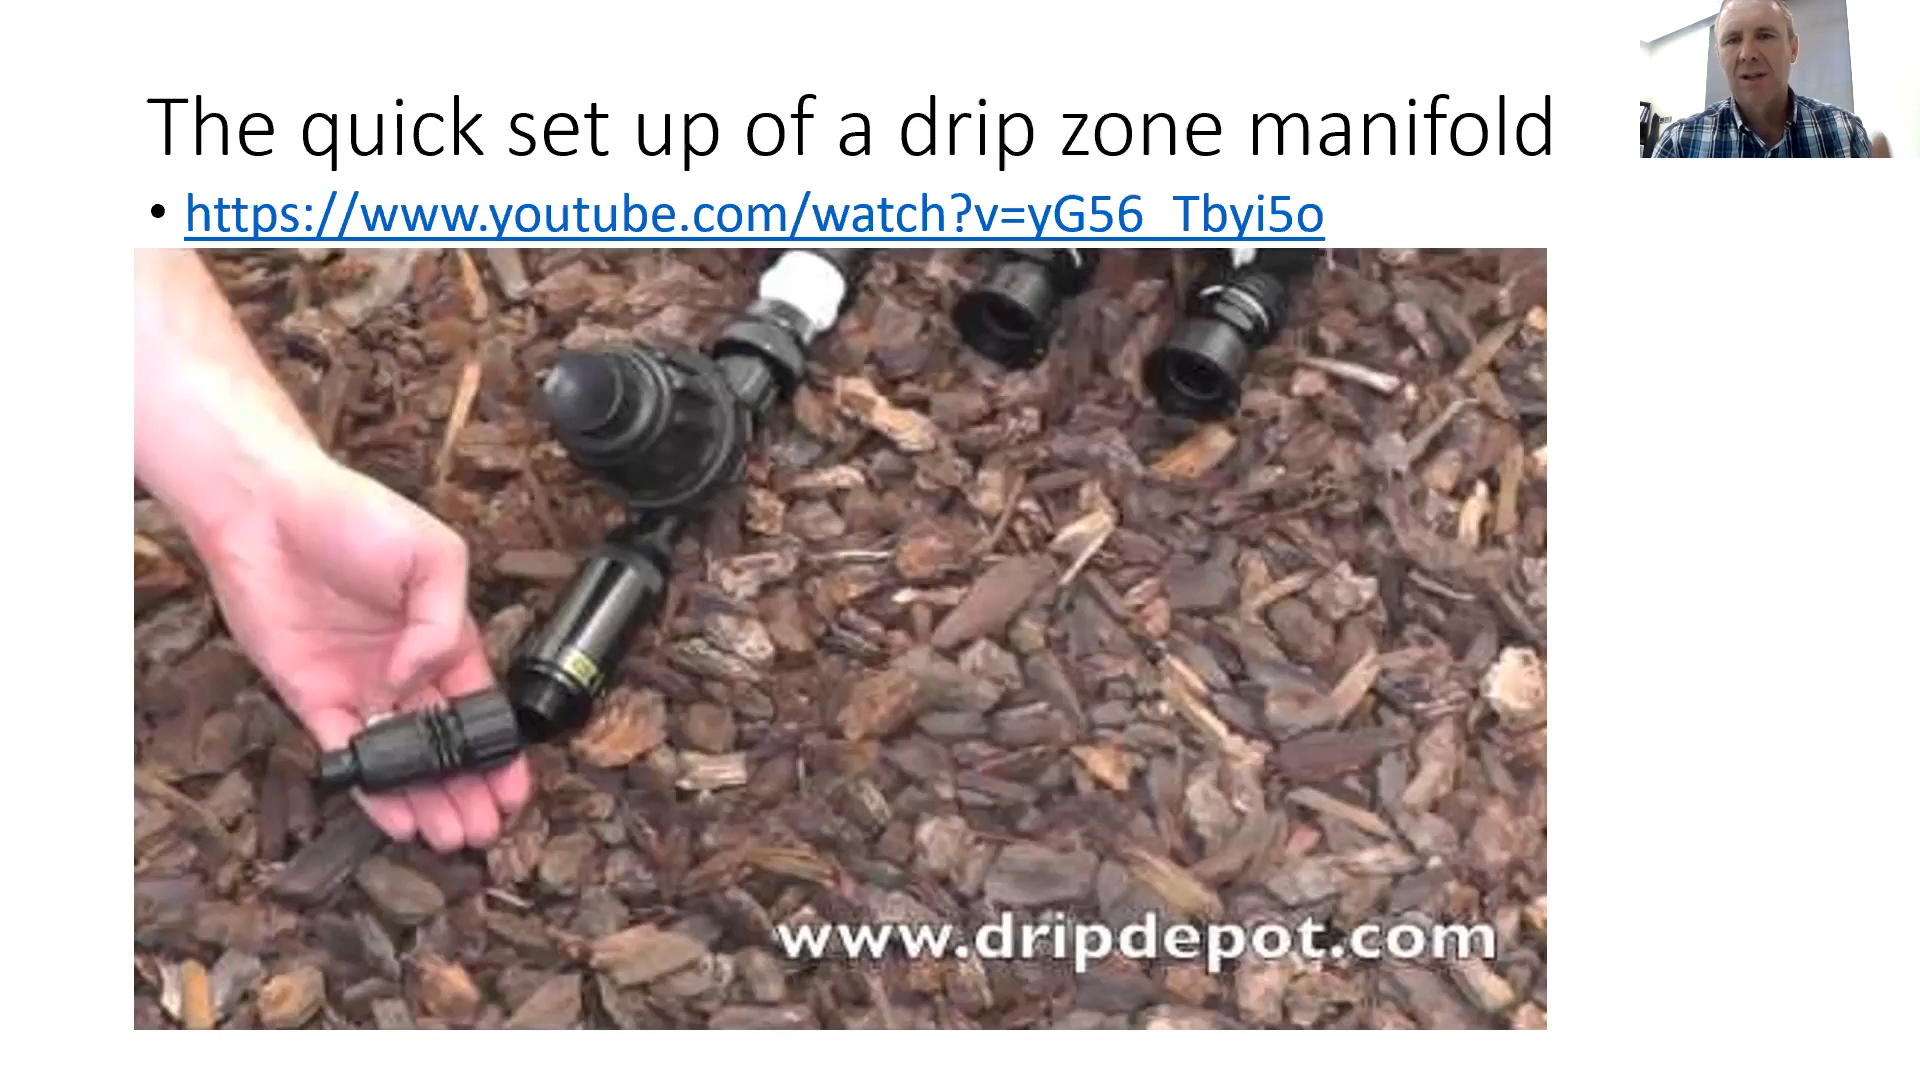 The quick set up of a drip zone manifold
• https://www.youtube.com/watch?v=yG56_Tbyi5o
www.dripdepot.com